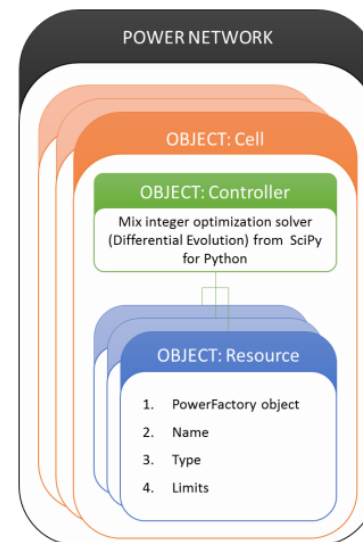 POWER NETWORK
OBJECT: Cell
OBJECT: Controller
Mix integer optimization solver
(Differential Evolution) from SciPy
for Python
OBJECT: Resource
1. PowerFactory object
2. Name
3. Type
4. Limits